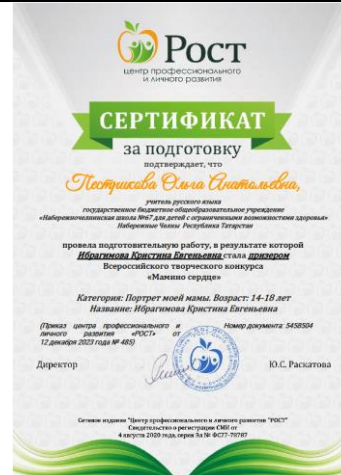 Рост
центр профессионального
и личного развития
СЕРТИФИКАТ
за подготовку
подтверждает, что
Пестрикова Ольга Анатольевна,
учитель русского языка
государственное бюджетное общеобразовательное учреждение
«Набережночелнинская школа №67 для детей с ограниченными возможностями здоровья»
Набережные Челны Республика Татарстан
провела подготовительную работу, в результате которой
Ибрагимова Кристина Евгеньевна стала призером
Всероссийского творческого конкурса
«Мамино сердце»
Категория: Портрет моей мамы. Возраст: 14-18 лет
Название: Ибрагимова Кристина Евгеньевна
(Приказ центра профессионального и личного развития «РОСТ» от 12 декабря 2023 года № 485)
Номер документа: 5458504
Директор
Ю.С. Раскатова
Сетевое издание "Центр профессионального и личного развития "РОСТ"
Свидетельство о регистрации СМИ от
4 августа 2020 года, серия Эл № ФС77-78787